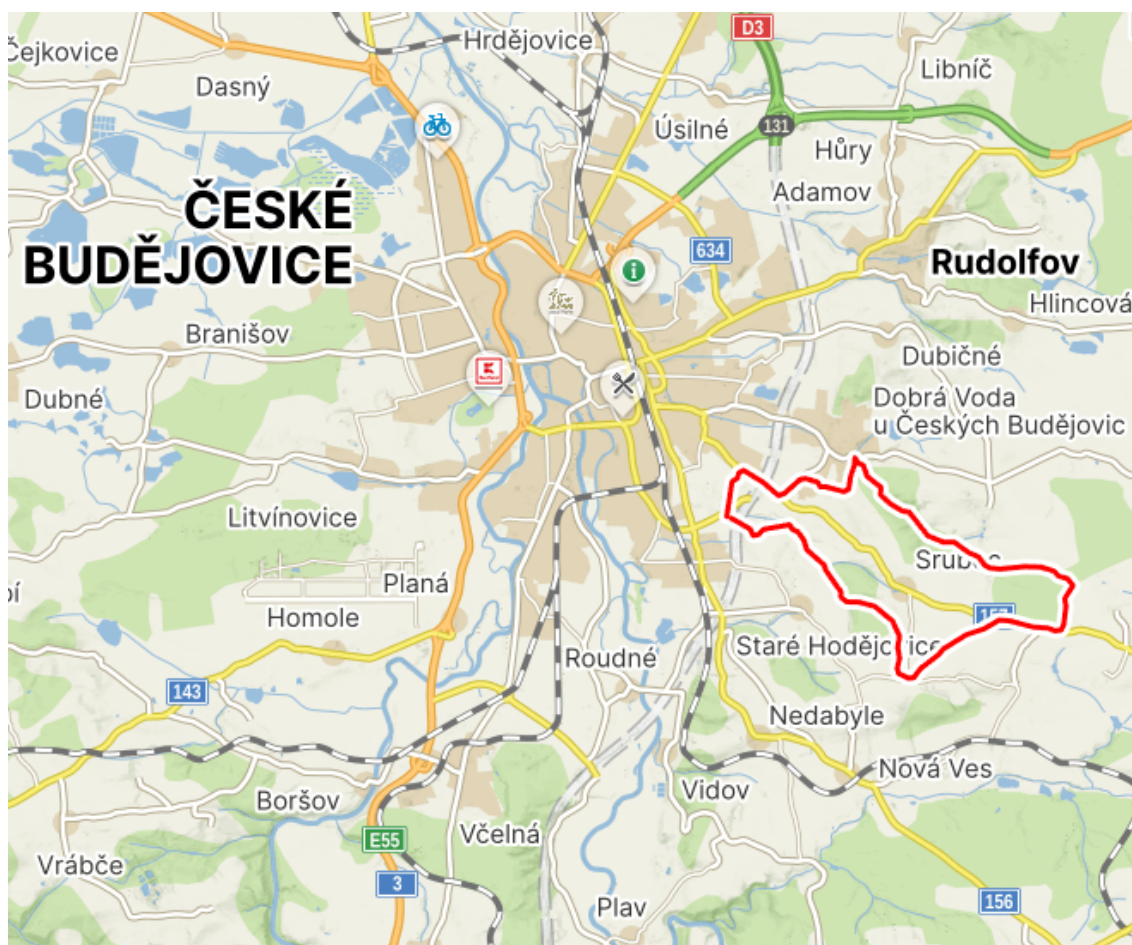 D3
Hrdějovice
Čejkovice
Libníč
Dasný
Úsilné
131
Hůry
Adamov
ČESKÉ
BUDĚJOVICE
634
Rudolfov
Hlincová
Branišov
Dubičné
Dubné
Dobrá Voda
u Českých Budějovic
Litvínovice
Srubec
Planá
Homole
157
Staré Hodějovice
Roudné
143
Nedabyle
Nová Ves
Vidov
Boršov
Včelná
E55
Vrábče
3
156
Plav